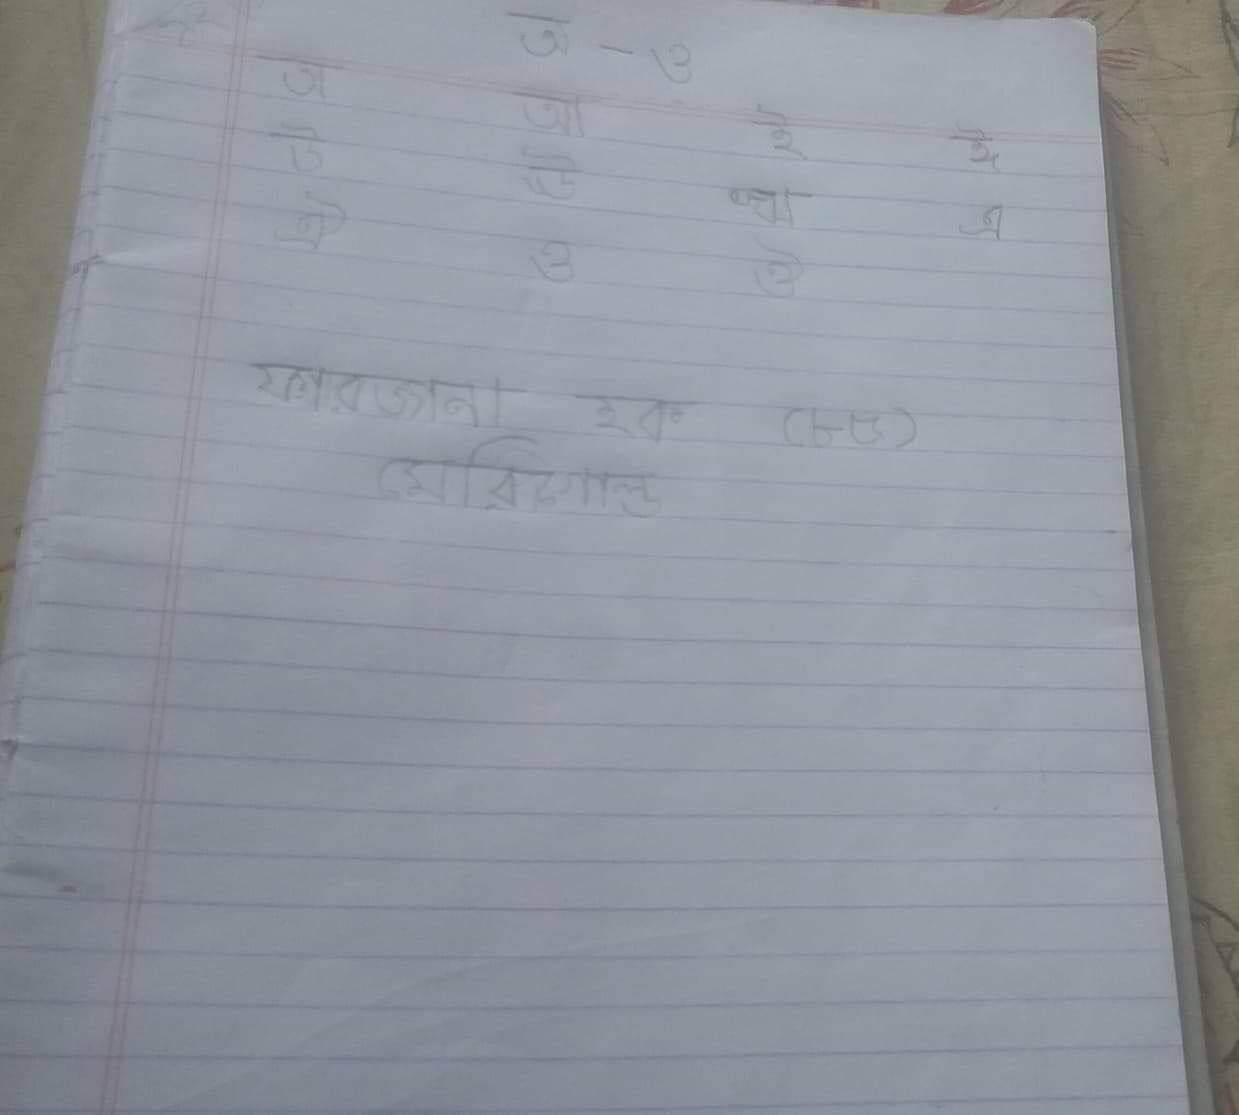 অ - ও
অ আ ই ঈ
উ ঊ ঋ এ
ঐ ও ঔ
ফারজানা হক (৮৬)
মেরিগোল্ড